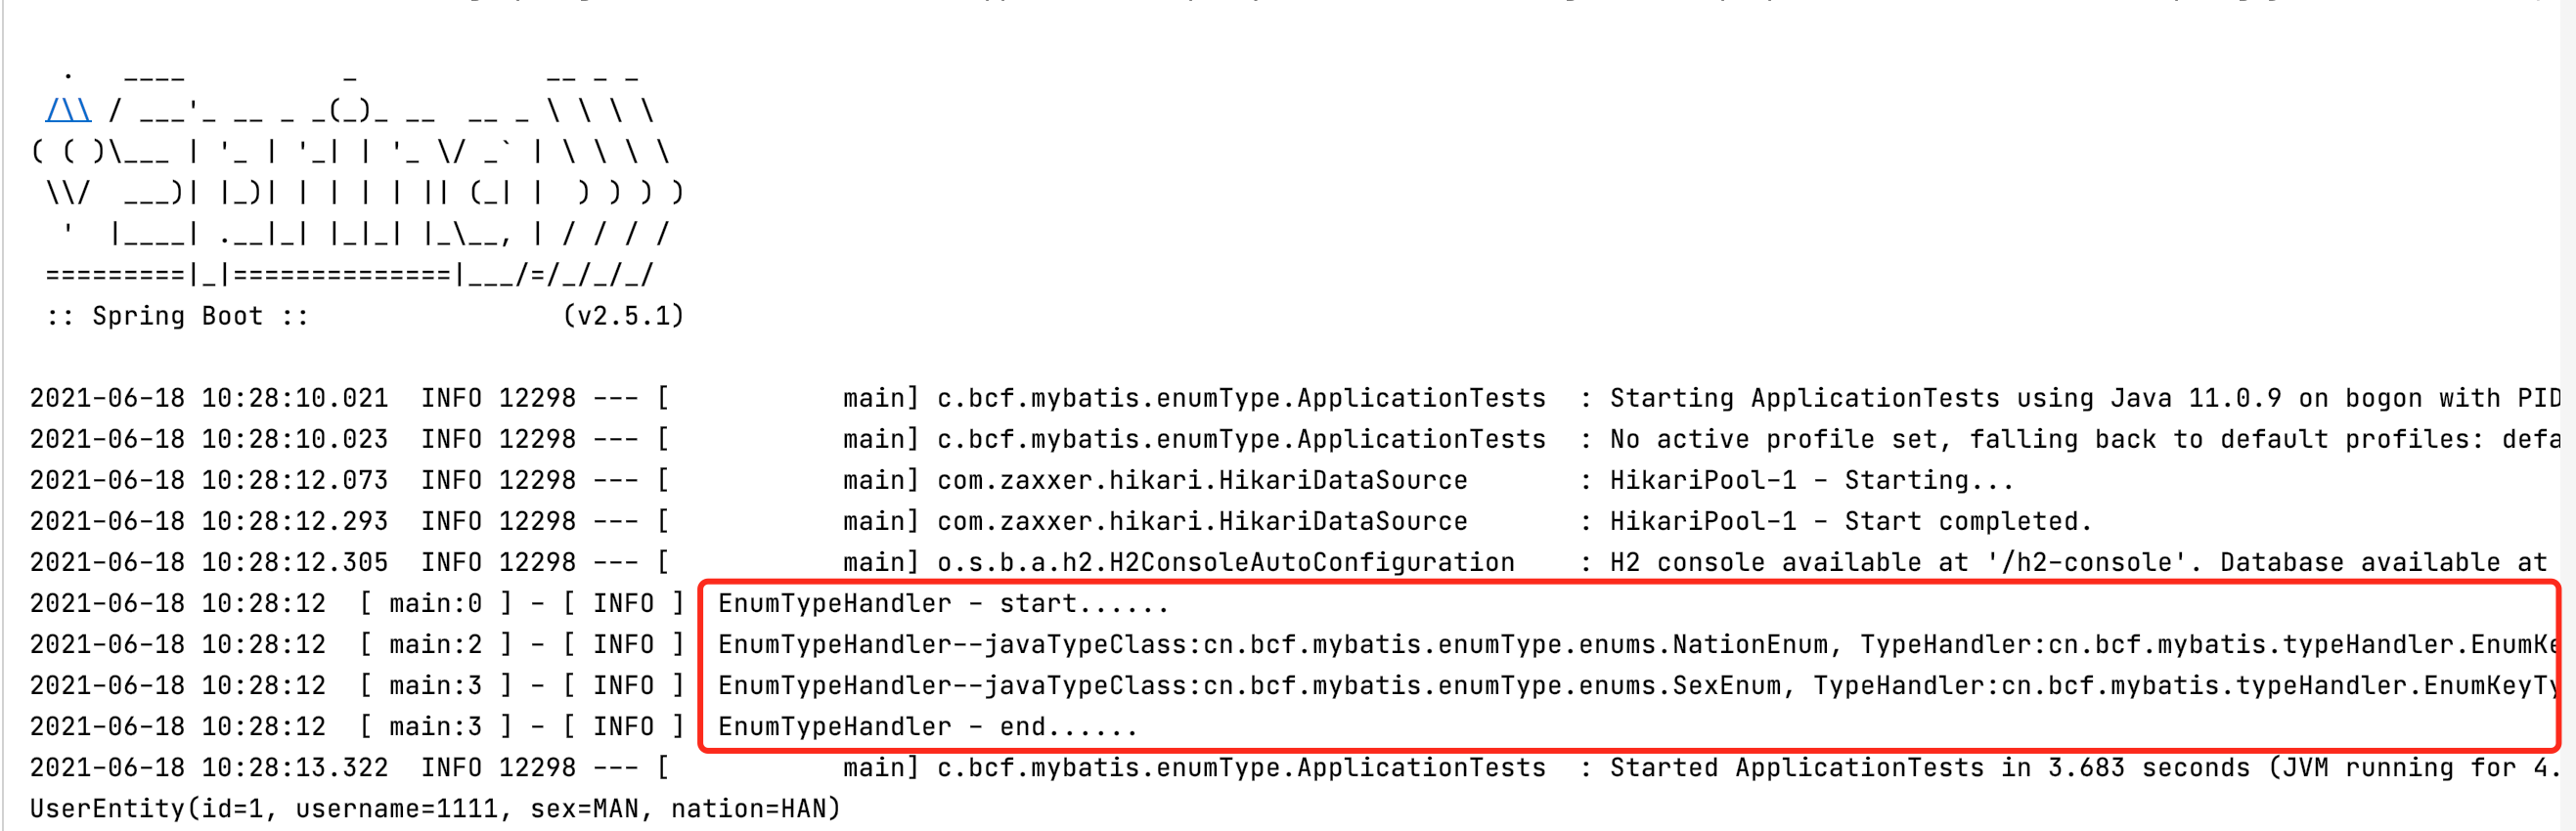 .   ____          _            __ _ _
 /\\ / ___'_ __ _ _(_)_ __  __ _ \ \ \ \
( ( )\___ | '_ | '_| | '_ \/ _` | \ \ \ \
 \\/  ___)| |_)| | | | | || (_| |  ) ) ) )
  '  |____| .__|_| |_|_| |_\__, | / / / /
 =========|_|==============|___/=/_/_/_/
 :: Spring Boot ::                (v2.5.1)
2021-06-18 10:28:10.021  INFO 12298 --- [           main] c.bcf.mybatis.enumType.ApplicationTests  : Starting ApplicationTests using Java 11.0.9 on bogon with PID
2021-06-18 10:28:10.023  INFO 12298 --- [           main] c.bcf.mybatis.enumType.ApplicationTests  : No active profile set, falling back to default profiles: defa
2021-06-18 10:28:12.073  INFO 12298 --- [           main] com.zaxxer.hikari.HikariDataSource       : HikariPool-1 - Starting...
2021-06-18 10:28:12.293  INFO 12298 --- [           main] com.zaxxer.hikari.HikariDataSource       : HikariPool-1 - Start completed.
2021-06-18 10:28:12.305  INFO 12298 --- [           main] o.s.b.a.h2.H2ConsoleAutoConfiguration    : H2 console available at '/h2-console'. Database available at
2021-06-18 10:28:12  [ main:0 ] - [ INFO ]  EnumTypeHandler - start......
2021-06-18 10:28:12  [ main:2 ] - [ INFO ]  EnumTypeHandler--javaTypeClass:cn.bcf.mybatis.enumType.enums.NationEnum, TypeHandler:cn.bcf.mybatis.typeHandler.EnumKe
2021-06-18 10:28:12  [ main:3 ] - [ INFO ]  EnumTypeHandler--javaTypeClass:cn.bcf.mybatis.enumType.enums.SexEnum, TypeHandler:cn.bcf.mybatis.typeHandler.EnumKeyTy
2021-06-18 10:28:12  [ main:3 ] - [ INFO ]  EnumTypeHandler - end......
2021-06-18 10:28:13.322  INFO 12298 --- [           main] c.bcf.mybatis.enumType.ApplicationTests  : Started ApplicationTests in 3.683 seconds (JVM running for 4.
UserEntity(id=1, username=1111, sex=MAN, nation=HAN)